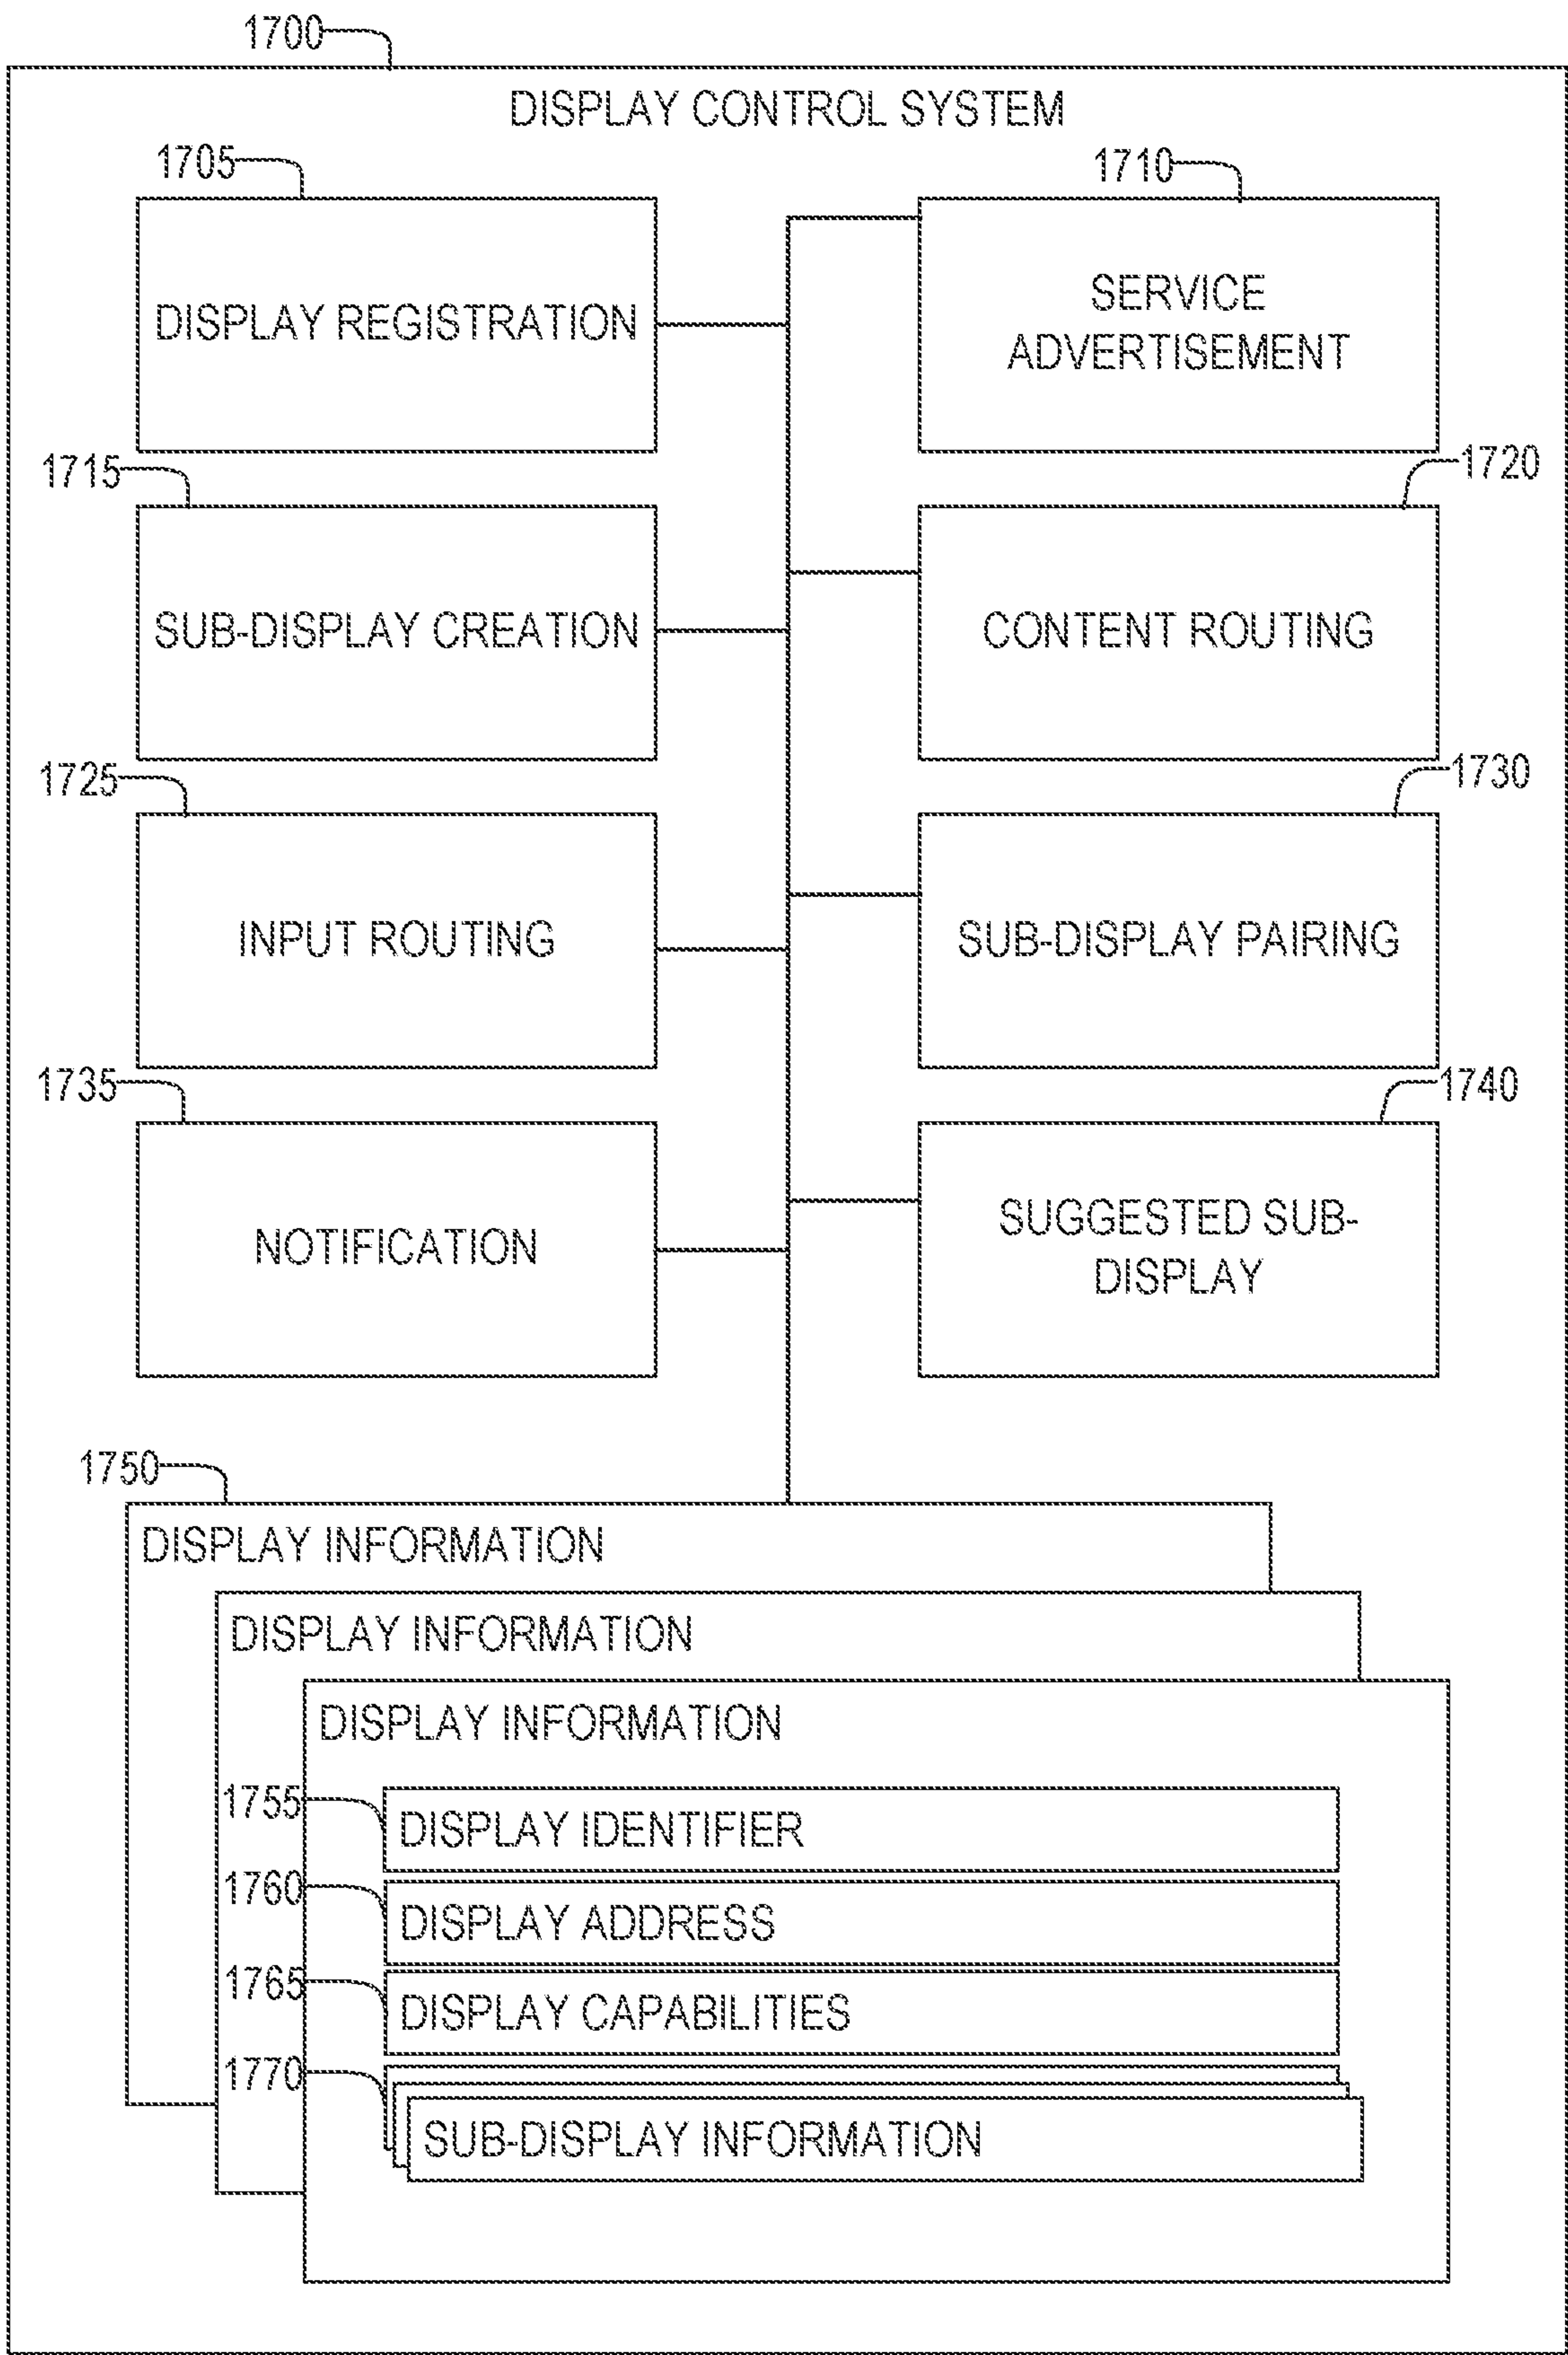 1700
DISPLAY CONTROL SYSTEM
1705
1710
DISPLAY REGISTRATION
SERVICE
ADVERTISEMENT
1715
1720
SUB-DISPLAY CREATION
CONTENT ROUTING
1725
1730
INPUT ROUTING
SUB-DISPLAY PAIRING
1735
1740
NOTIFICATION
SUGGESTED SUB-
DISPLAY
1750
DISPLAY INFORMATION
DISPLAY INFORMATION
DISPLAY INFORMATION
1755
DISPLAY IDENTIFIER
1760
DISPLAY ADDRESS
1765
DISPLAY CAPABILITIES
1770
SUB-DISPLAY INFORMATION